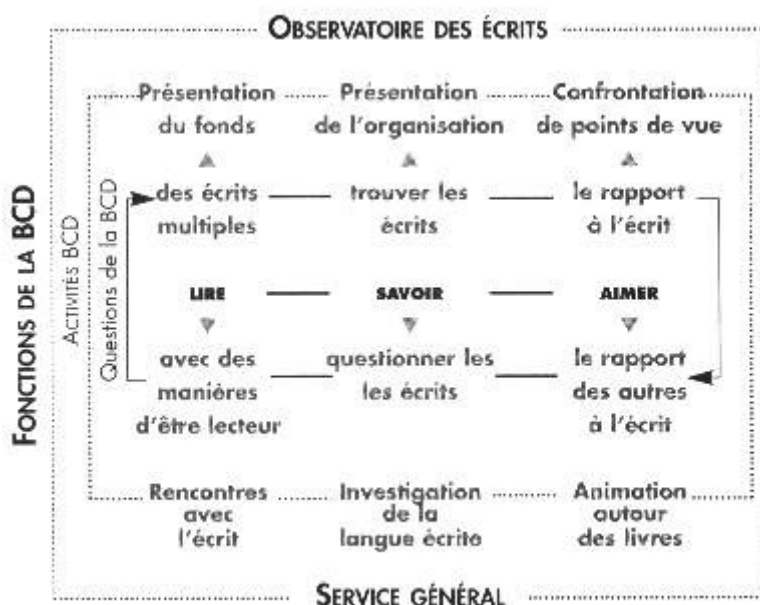 OBSERVATOIRE DES ÉCRITS
Présentation Présentation Confrontation
du fonds de l'organisation de points de vue
des écrits trouver les le rapport
multiples écrits à l'écrit
LIRE SAVOIR AIMER
avec des questionner les le rapport
manières les écrits des autres
d'être lecteur à l'écrit
Rencontres Investigation Animation
avec de la autour
l'écrit langue écrite des livres
SERVICE GÉNÉRAL
FONCTIONS DE LA BCD
ACTIVITÉS BCD
Questions de la BCD